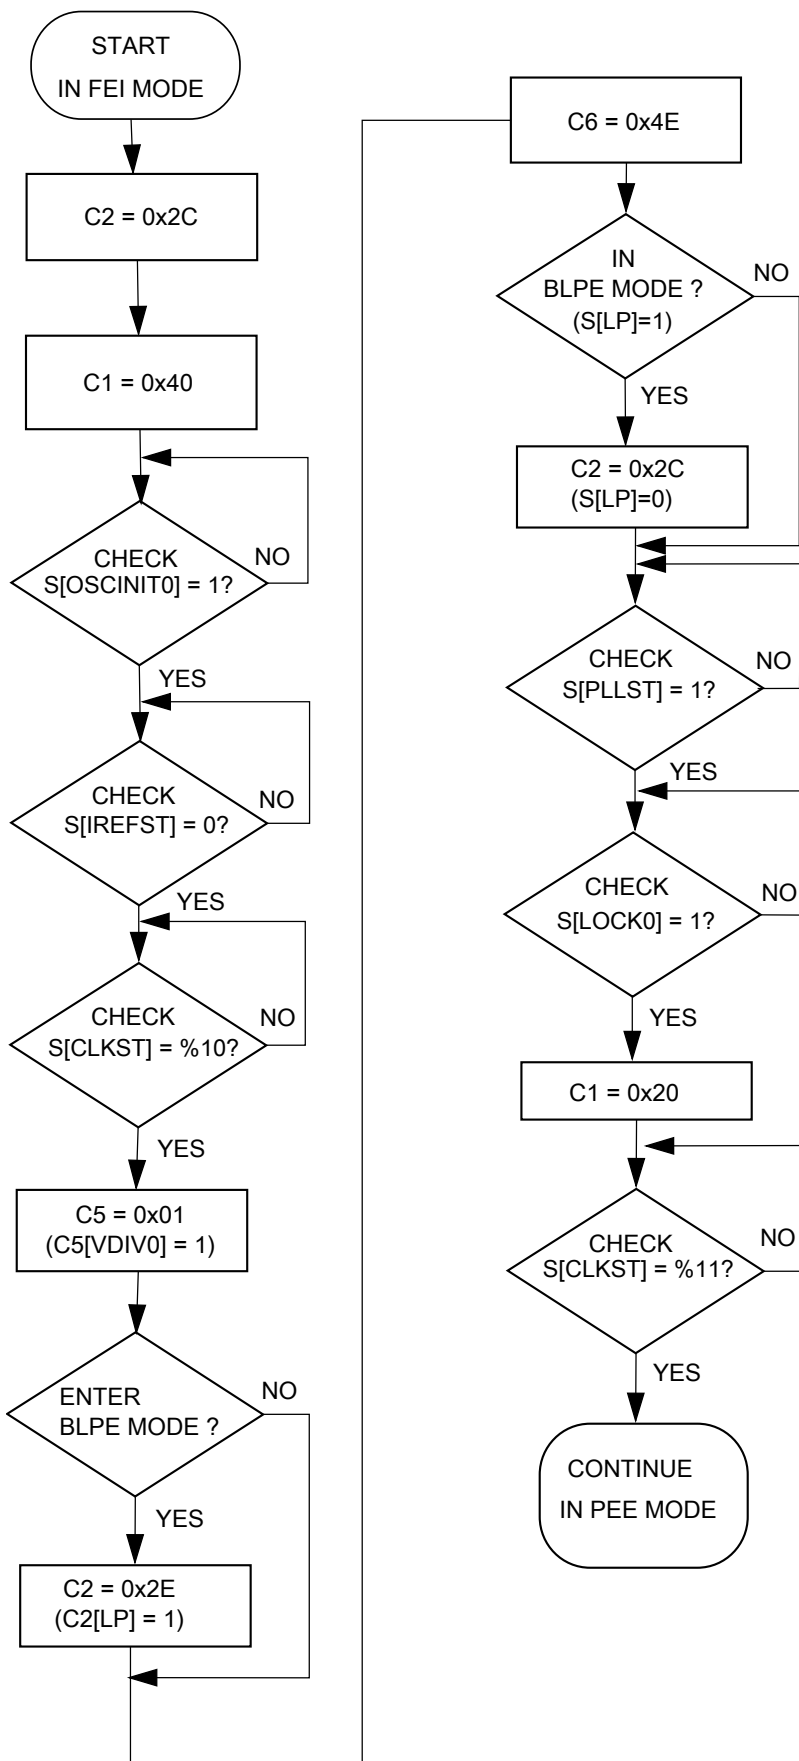 START
IN FEI MODE
C2 = 0x2C
C1 = 0x40
CHECK
S[OSCINIT0] = 1?
NO
YES
CHECK
S[IREFST] = 0?
NO
YES
CHECK
S[CLKST] = %10?
NO
YES
C5 = 0x01
(C5[VDIV0] = 1)
ENTER
BLPE MODE ?
NO
YES
C2 = 0x2E
(C2[LP] = 1)
C6 = 0x4E
IN
BLPE MODE ?
(S[LP]=1)
NO
YES
C2 = 0x2C
(S[LP]=0)
CHECK
S[PLLST] = 1?
NO
YES
CHECK
S[LOCK0] = 1?
NO
YES
C1 = 0x20
CHECK
S[CLKST] = %11?
NO
YES
CONTINUE
IN PEE MODE